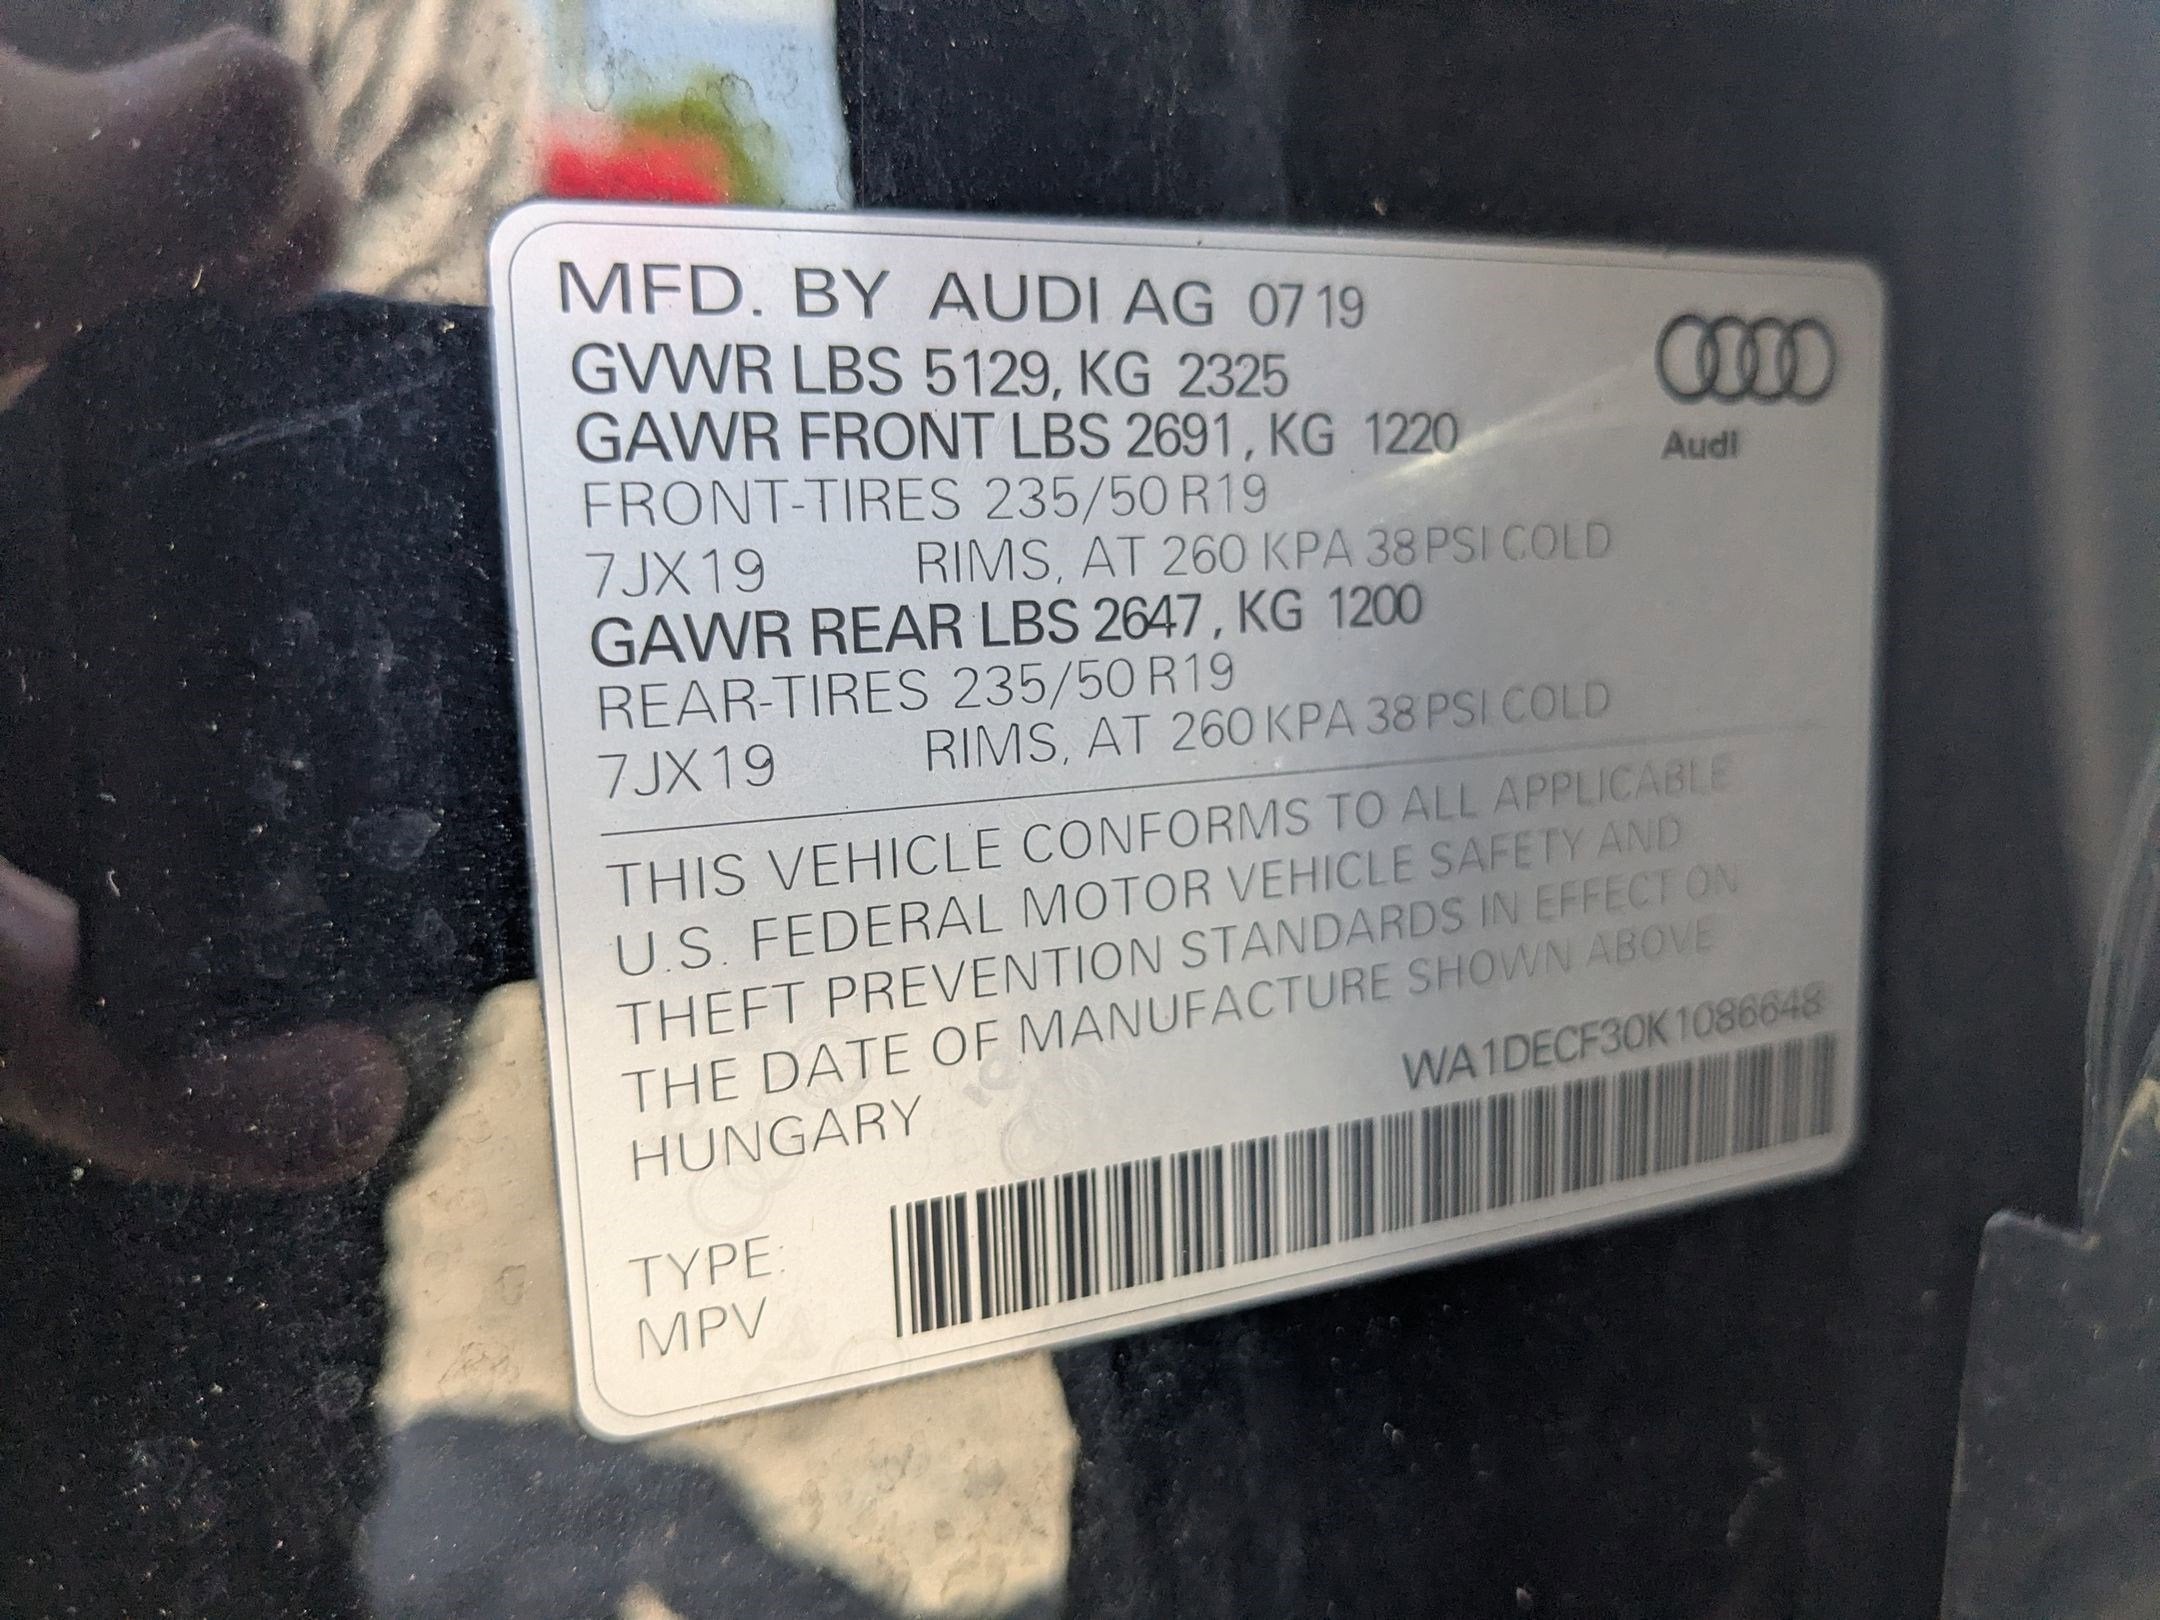 MFD. BY AUDI AG 07 19
GVWR LBS 5129, KG 2325
GAWR FRONT LBS 2691, KG 1220
Audi
FRONT-TIRES 235/50 R19
7JX19 RIMS, AT 260 KPA 38 PSI COLD
GAWR REAR LBS 2647, KG 1200
REAR-TIRES 235/50 R19
7JX19 RIMS, AT 260 KPA 38 PSI COLD
THIS VEHICLE CONFORMS TO ALL APPLICABLE
U.S. FEDERAL MOTOR VEHICLE SAFETY AND
THEFT PREVENTION STANDARDS IN EFFECT ON
THE DATE OF MANUFACTURE SHOWN ABOVE
HUNGARY
WA1DECF30K1086648
TYPE:
MPV